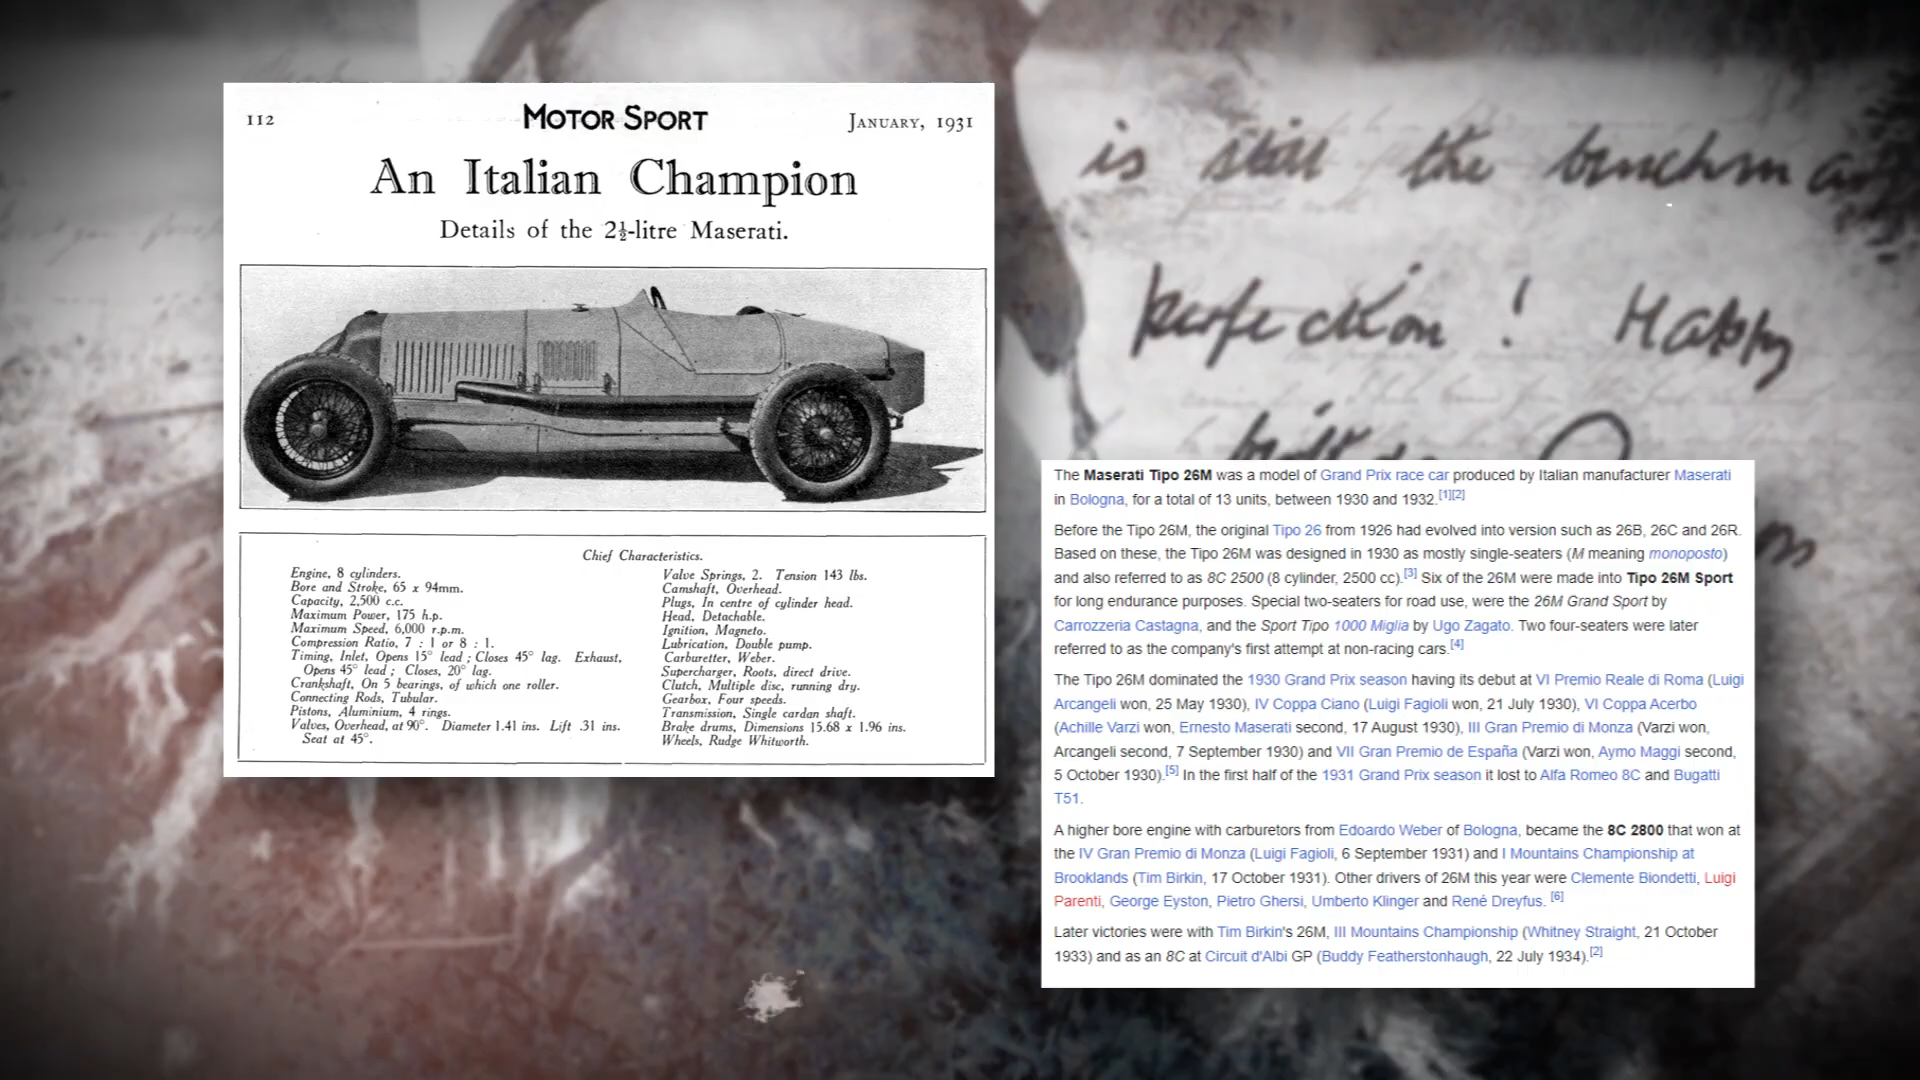 112 MOTOR SPORT JANUARY, 1931
An Italian Champion
Details of the 2½-litre Maserati.
Chief Characteristics.
Engine, 8 cylinders.
Bore and Stroke, 65 x 94mm.
Capacity, 2,500 c.c.
Maximum Power, 175 h.p.
Maximum Speed, 6,000 r.p.m.
Compression Ratio, 7 : 1 or 8 : 1.
Timing, Inlet, Opens 15° lead ; Closes 45° lag. Exhaust,
Opens 45° lead ; Closes, 20° lag.
Crankshaft, On 5 bearings, of which one roller.
Connecting Rods, Tubular.
Pistons, Aluminium, 4 rings.
Valves, Overhead, at 90°. Diameter 1.41 ins. Lift .31 ins.
Seat at 45°.
Valve Springs, 2. Tension 143 lbs.
Camshaft, Overhead.
Plugs, In centre of cylinder head.
Head, Detachable.
Ignition, Magneto.
Lubrication, Double pump.
Carburetter, Weber.
Supercharger, Roots, direct drive.
Clutch, Multiple disc, running dry.
Gearbox, Four speeds.
Transmission, Single cardan shaft.
Brake drums, Dimensions 15.68 x 1.96 ins.
Wheels, Rudge Whitworth.
is still the benchmark
perfection! Happy
The Maserati Tipo 26M was a model of Grand Prix race car produced by Italian manufacturer Maserati
in Bologna, for a total of 13 units, between 1930 and 1932.[1][2]
Before the Tipo 26M, the original Tipo 26 from 1926 had evolved into version such as 26B, 26C and 26R.
Based on these, the Tipo 26M was designed in 1930 as mostly single-seaters (M meaning monoposto)
and also referred to as 8C 2500 (8 cylinder, 2500 cc).[3] Six of the 26M were made into Tipo 26M Sport
for long endurance purposes. Special two-seaters for road use, were the 26M Grand Sport by
Carrozzeria Castagna, and the Sport Tipo 1000 Miglia by Ugo Zagato. Two four-seaters were later
referred to as the company's first attempt at non-racing cars.[4]
The Tipo 26M dominated the 1930 Grand Prix season having its debut at VI Premio Reale di Roma (Luigi
Arcangeli won, 25 May 1930), IV Coppa Ciano (Luigi Fagioli won, 21 July 1930), VI Coppa Acerbo
(Achille Varzi won, Ernesto Maserati second, 17 August 1930), III Gran Premio di Monza (Varzi won,
Arcangeli second, 7 September 1930) and VII Gran Premio de España (Varzi won, Aymo Maggi second,
5 October 1930).[5] In the first half of the 1931 Grand Prix season it lost to Alfa Romeo 8C and Bugatti
T51.
A higher bore engine with carburetors from Edoardo Weber of Bologna, became the 8C 2800 that won at
the IV Gran Premio di Monza (Luigi Fagioli, 6 September 1931) and I Mountains Championship at
Brooklands (Tim Birkin, 17 October 1931). Other drivers of 26M this year were Clemente Biondetti, Luigi
Parenti, George Eyston, Pietro Ghersi, Umberto Klinger and René Dreyfus. [6]
Later victories were with Tim Birkin's 26M, III Mountains Championship (Whitney Straight, 21 October
1933) and as an 8C at Circuit d'Albi GP (Buddy Featherstonhaugh, 22 July 1934).[2]